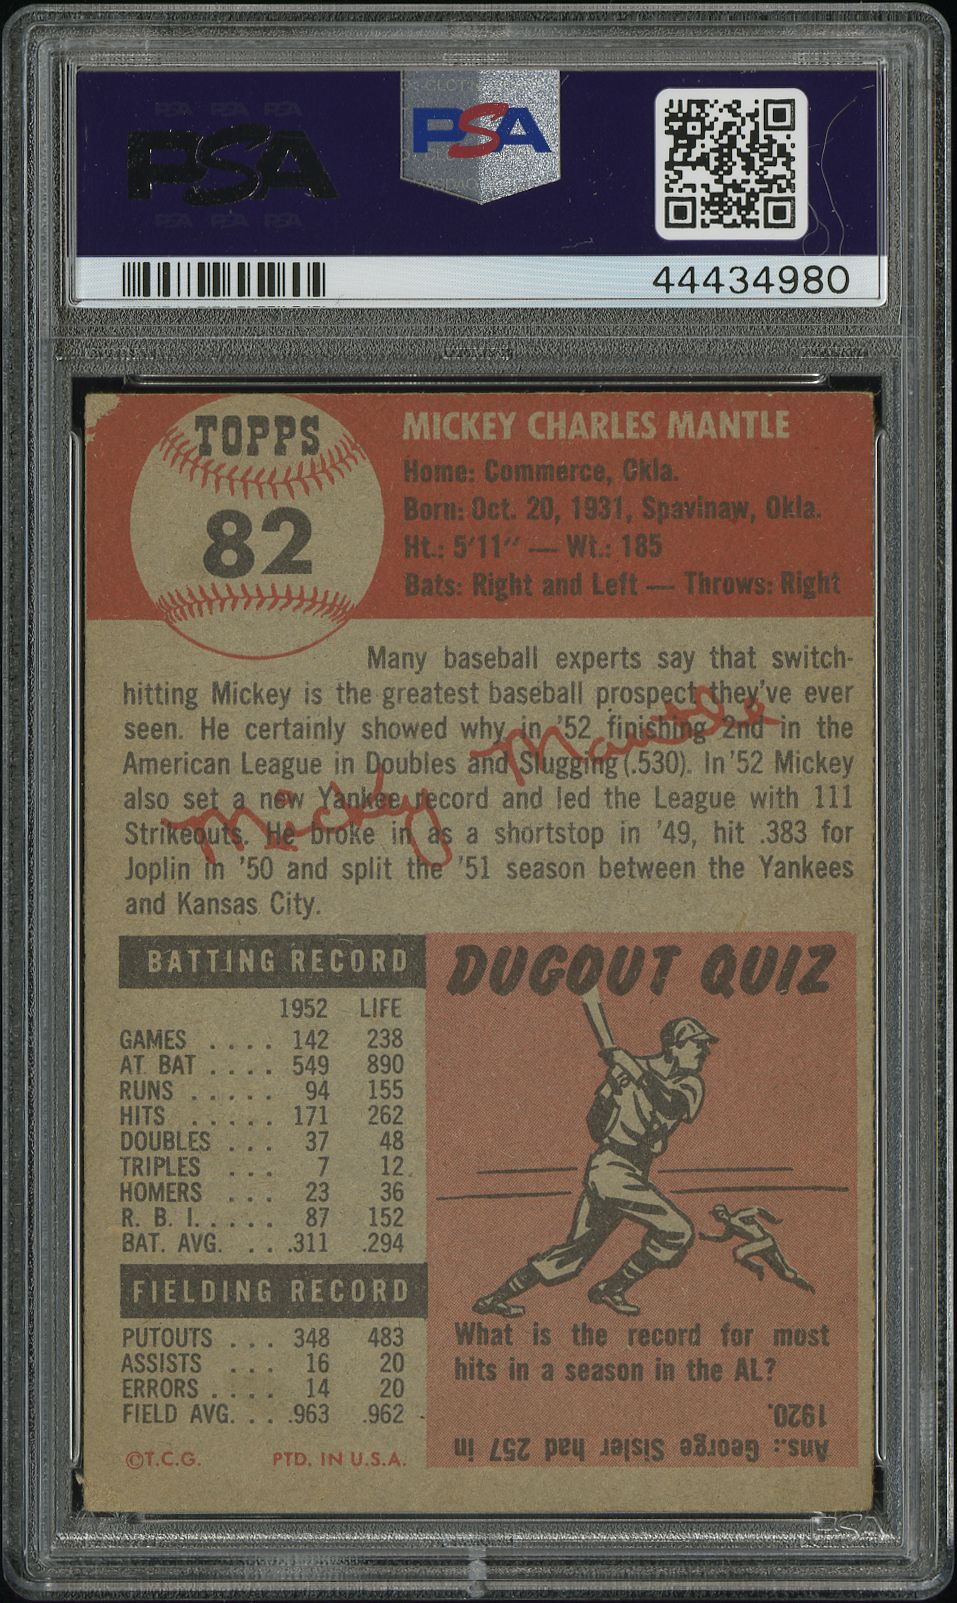 PSA PSA PSA
PSA
PSA PSA PSA
PSA
44434980
TOPPS
82
MICKEY CHARLES MANTLE
Home: Commerce, Okla.
Born: Oct. 20, 1931, Spavinaw, Okla.
Ht.: 5'11" — Wt.: 185
Bats: Right and Left — Throws: Right
Many baseball experts say that switch-
hitting Mickey is the greatest baseball prospect they've ever
seen. He certainly showed why in '52 finishing 2nd in the
American League in Doubles and Slugging (.530). In '52 Mickey
also set a new Yankee record and led the League with 111
Strikeouts. He broke in as a shortstop in '49, hit .383 for
Joplin in '50 and split the '51 season between the Yankees
and Kansas City.
Micky Mantle
BATTING RECORD
1952 LIFE
GAMES .... 142 238
AT BAT .... 549 890
RUNS ..... 94 155
HITS ...... 171 262
DOUBLES ... 37 48
TRIPLES ... 7 12
HOMERS ... 23 36
R. B. I. .... 87 152
BAT. AVG. ... .311 .294
FIELDING RECORD
PUTOUTS ... 348 483
ASSISTS ... 16 20
ERRORS .... 14 20
FIELD AVG. ... .963 .962
©T.C.G. PTD. IN U.S.A.
DUGOUT QUIZ
What is the record for most
hits in a season in the AL?
Ans.: George Sisler had 257 in
1920.
PSA